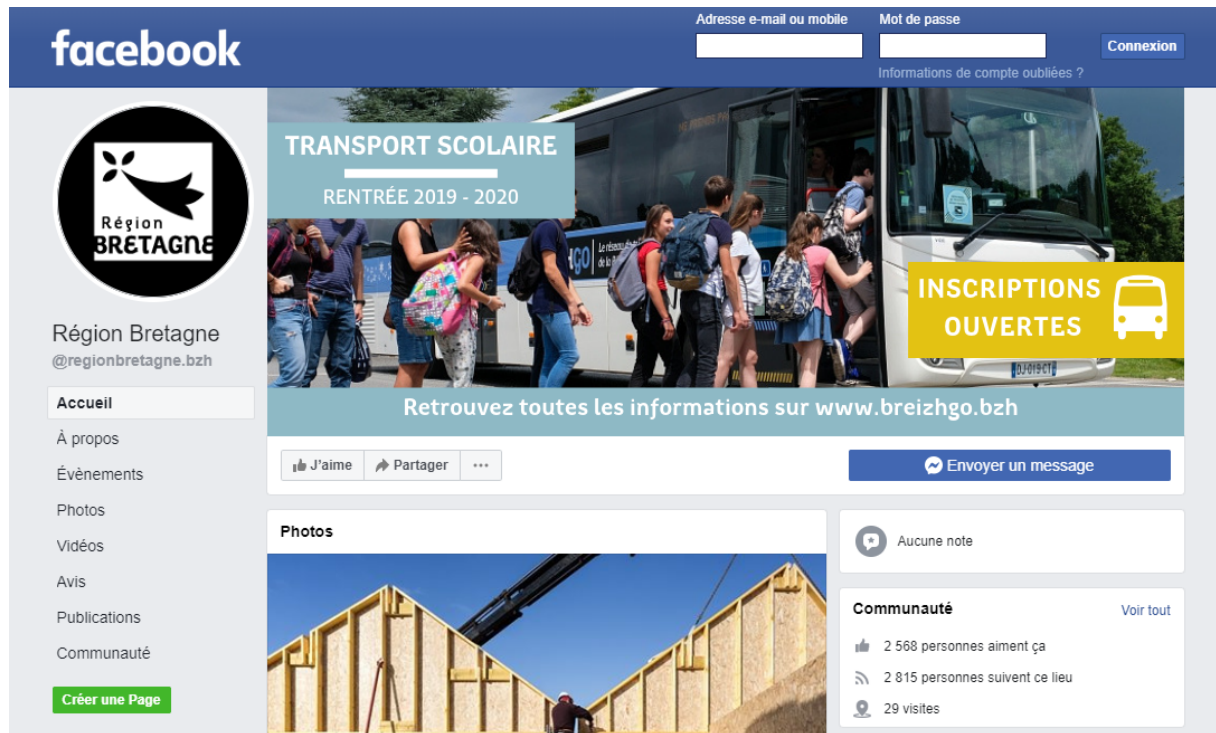 Adresse e-mail ou mobile
Mot de passe
facebook
Connexion
Informations de compte oubliées ?
Région
BRETAGNE
Région Bretagne
@regionbretagne.bzh
Accueil
À propos
Évènements
Photos
Vidéos
Avis
Publications
Communauté
Créer une Page
TRANSPORT SCOLAIRE
RENTRÉE 2019 - 2020
INSCRIPTIONS
OUVERTES
DJ-019-CT
Retrouvez toutes les informations sur www.breizhgo.bzh
J'aime
Partager
Envoyer un message
Photos
Aucune note
Communauté
Voir tout
2 568 personnes aiment ça
2 815 personnes suivent ce lieu
29 visites